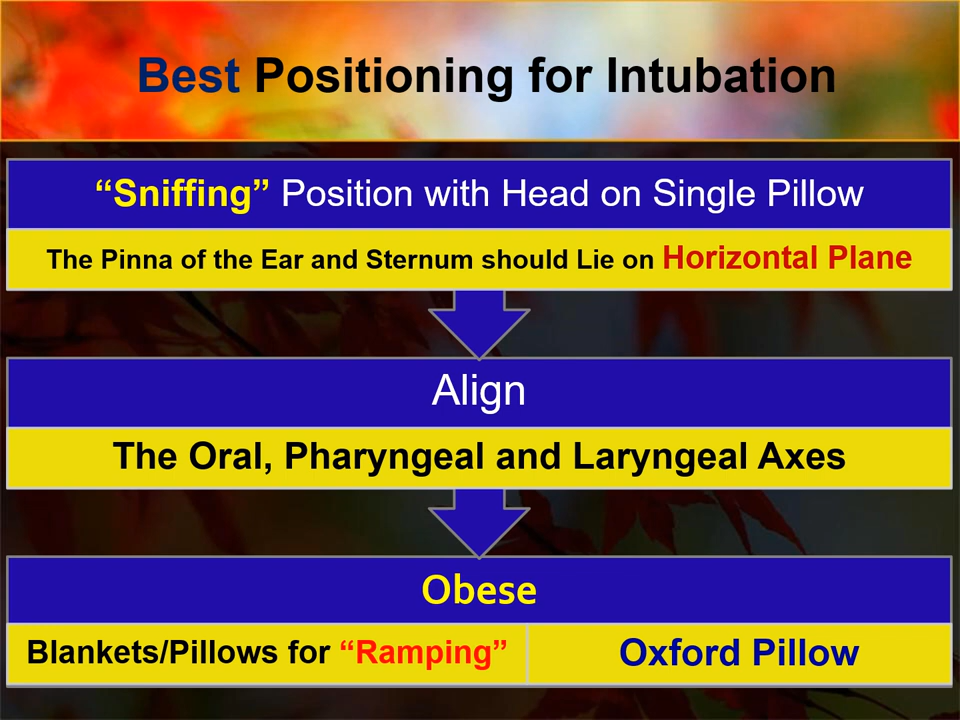 Best Positioning for Intubation
“Sniffing” Position with Head on Single Pillow
The Pinna of the Ear and Sternum should Lie on Horizontal Plane
Align
The Oral, Pharyngeal and Laryngeal Axes
Obese
Blankets/Pillows for “Ramping”
Oxford Pillow